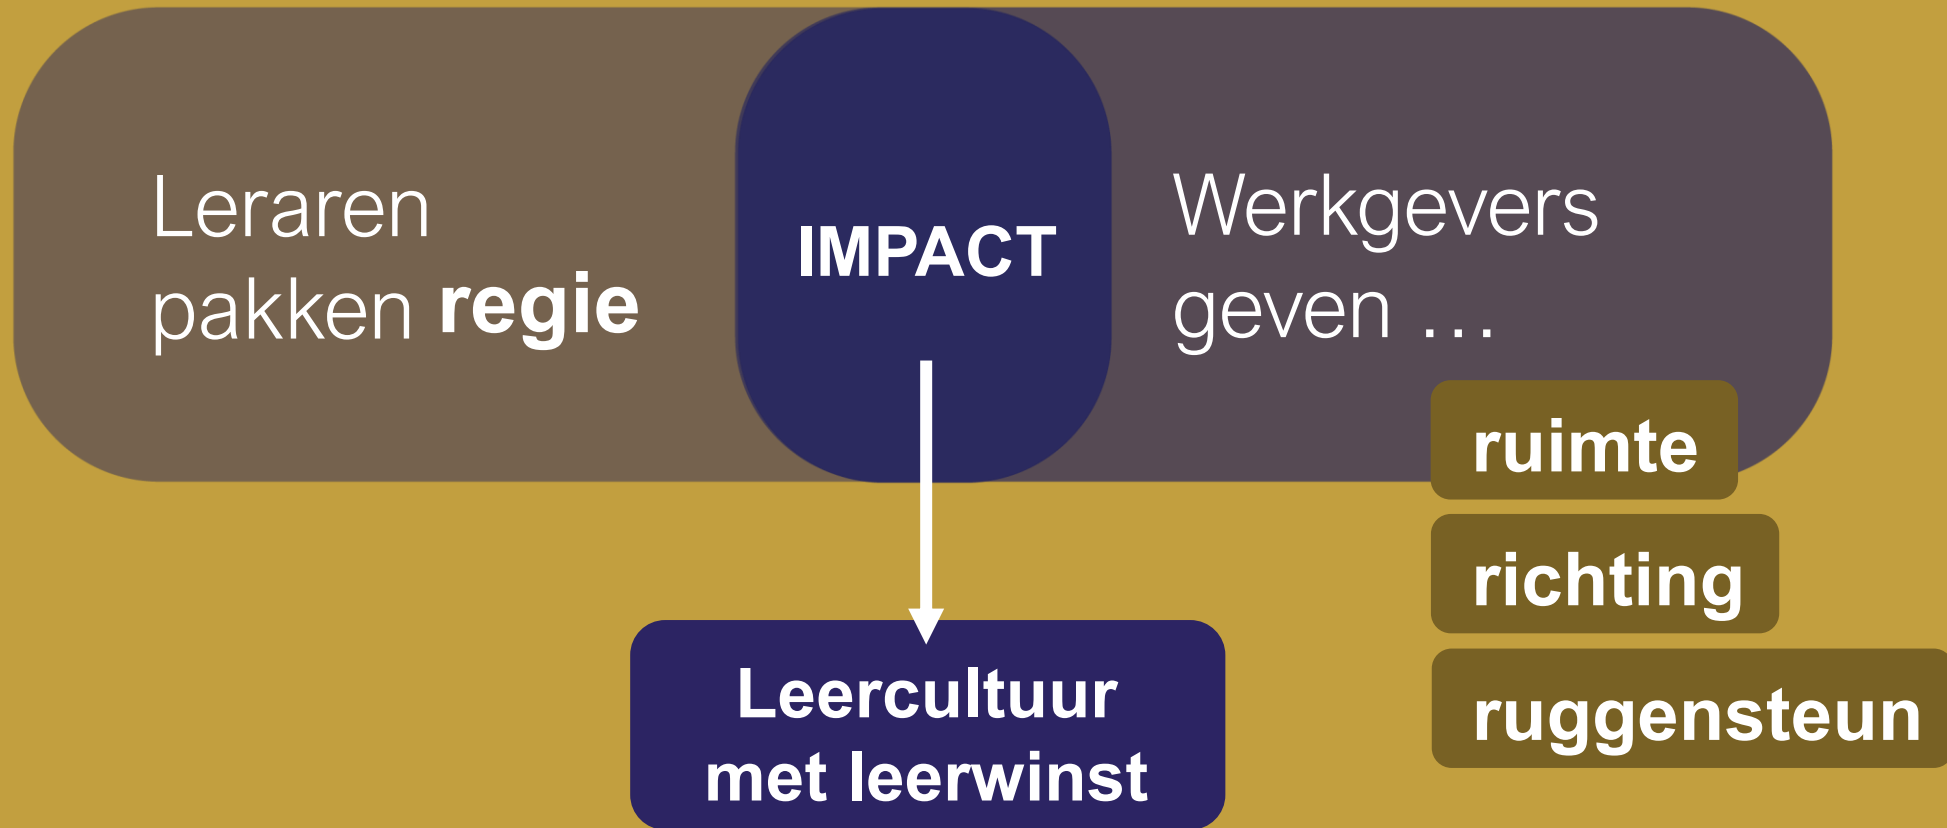 Leraren
pakken regie
IMPACT
Werkgevers
geven …
ruimte
richting
ruggensteun
Leercultuur
met leerwinst